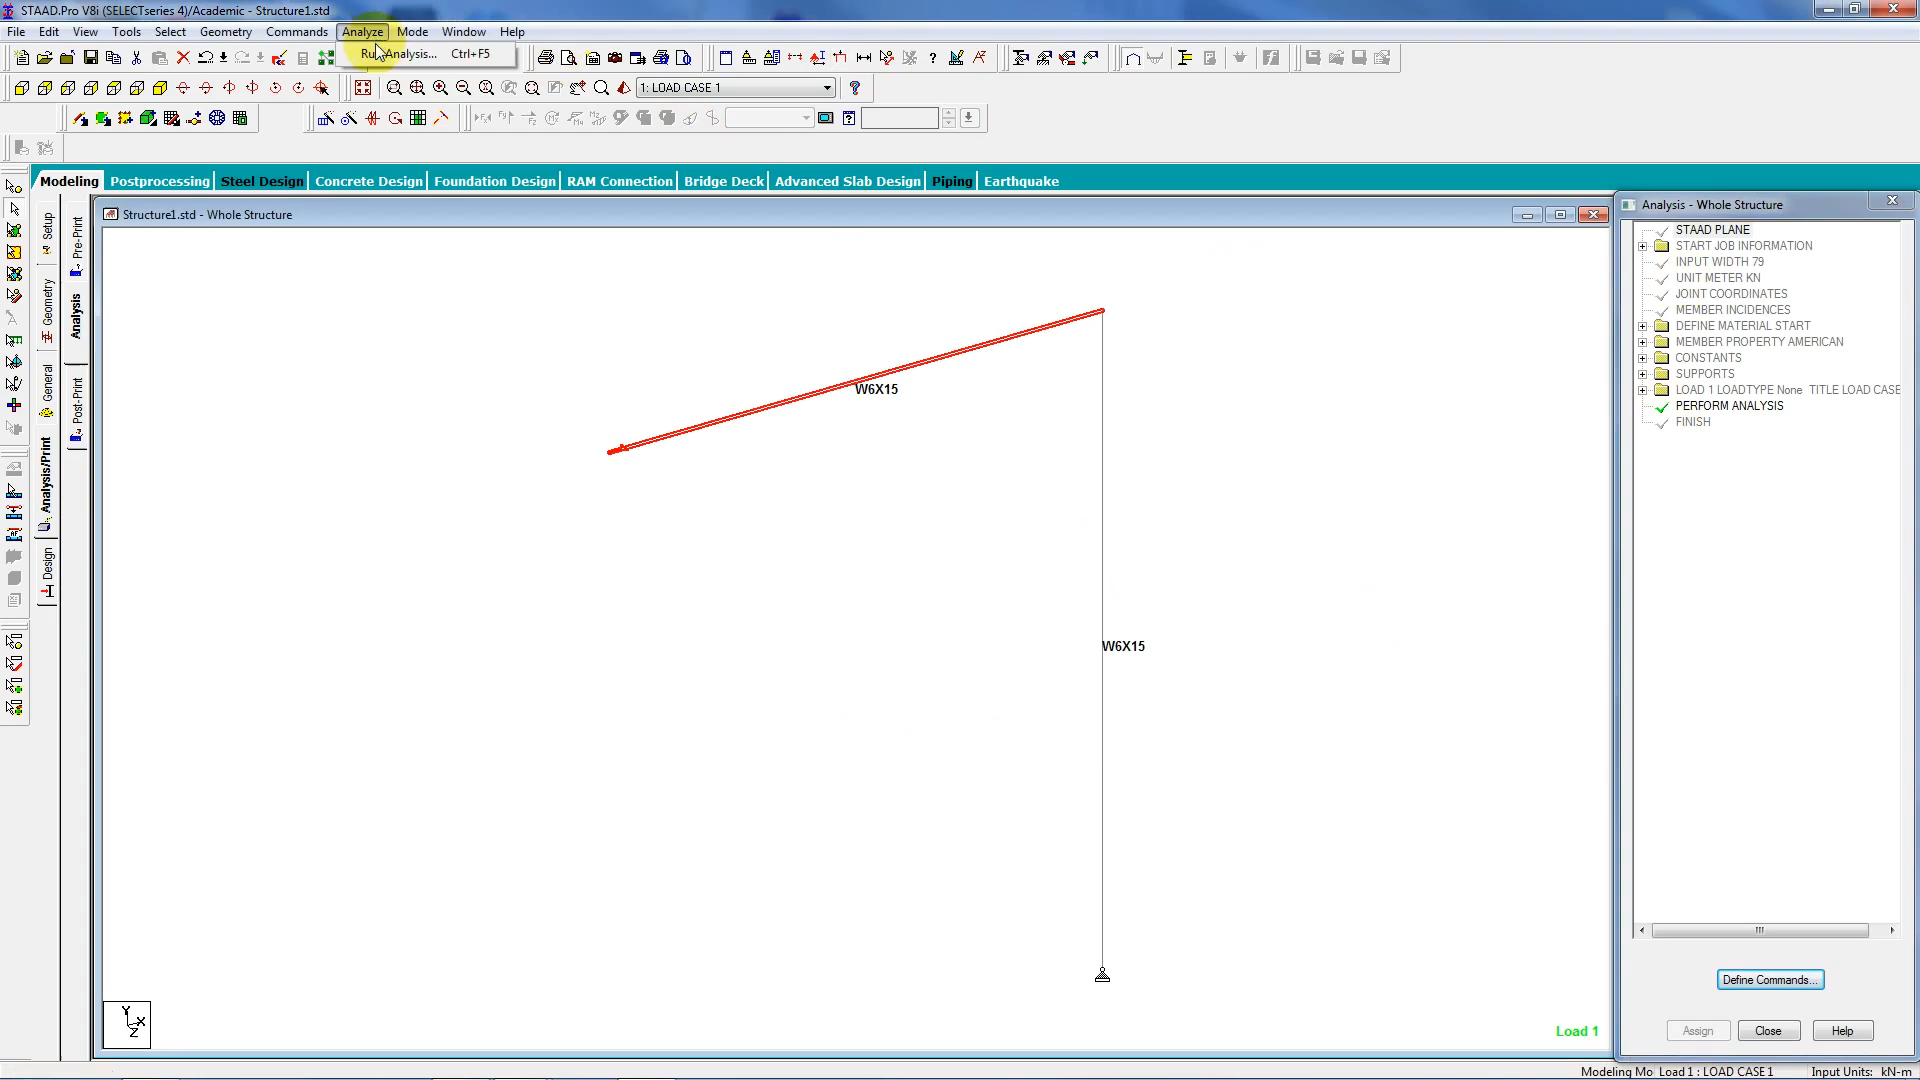 STAAD.Pro V8i (SELECTseries 4)/Academic - Structure1.std
File Edit View Tools Select Geometry Commands Analyze Mode Window Help
Analysis... Ctrl+F5
1: LOAD CASE 1
Modeling Postprocessing Steel Design Concrete Design Foundation Design RAM Connection Bridge Deck Advanced Slab Design Piping Earthquake
Setup
Geometry
General
Analysis/Print
Design
Pre-Print
Analysis
Post-Print
Structure1.std - Whole Structure
W6X15
W6X15
Y
X
Z
Load 1
Analysis - Whole Structure
STAAD PLANE
START JOB INFORMATION
INPUT WIDTH 79
UNIT METER KN
JOINT COORDINATES
MEMBER INCIDENCES
DEFINE MATERIAL START
MEMBER PROPERTY AMERICAN
CONSTANTS
SUPPORTS
LOAD 1 LOADTYPE None TITLE LOAD CASE
PERFORM ANALYSIS
FINISH
Define Commands...
Assign Close Help
Modeling Mo Load 1 : LOAD CASE 1 Input Units: kN-m